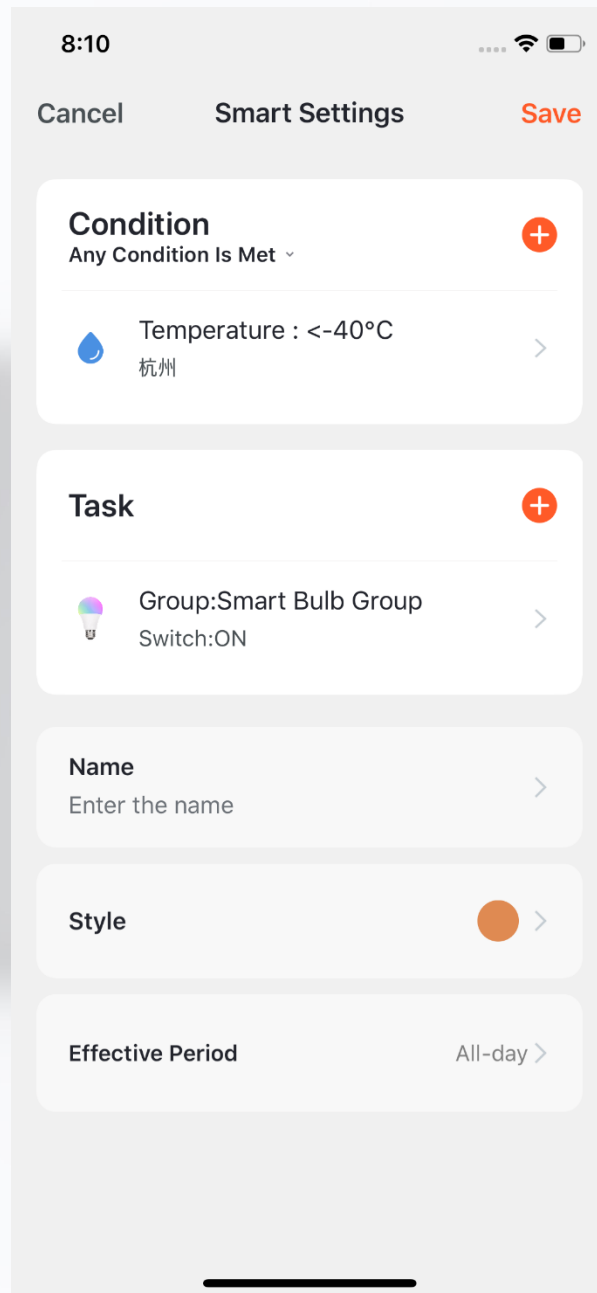 8:10
Cancel Smart Settings Save
Condition
Any Condition Is Met
Temperature : <-40°C
杭州
Task
Group:Smart Bulb Group
Switch:ON
Name
Enter the name
Style
Effective Period All-day